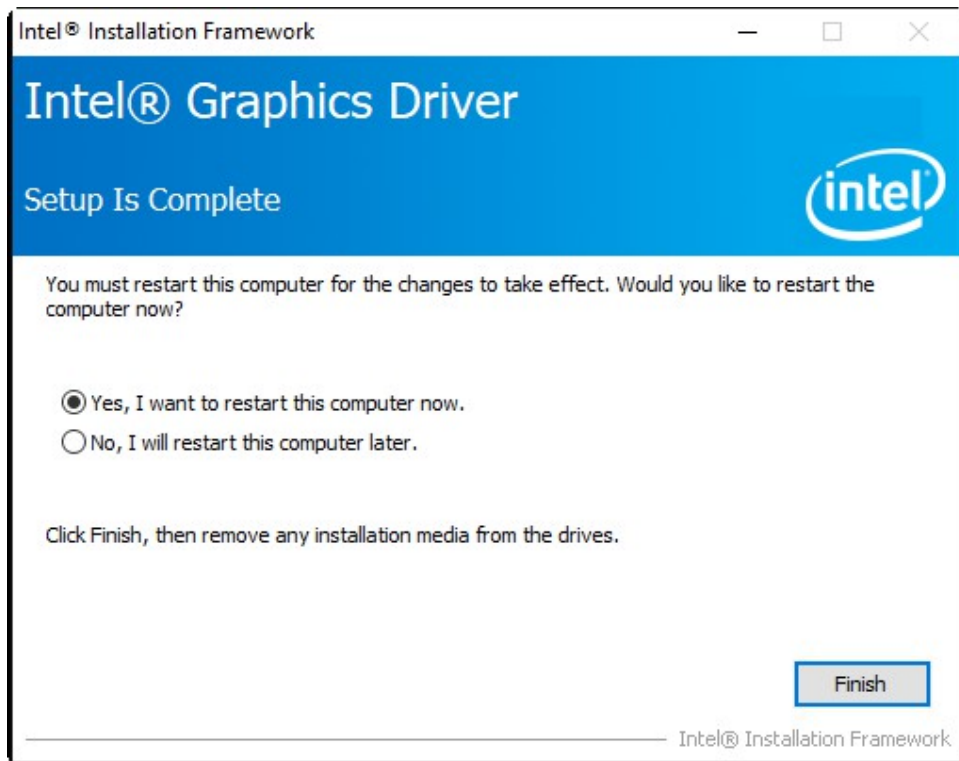 Intel® Installation Framework
Intel® Graphics Driver
Setup Is Complete
intel
You must restart this computer for the changes to take effect. Would you like to restart the
computer now?
Yes, I want to restart this computer now.
No, I will restart this computer later.
Click Finish, then remove any installation media from the drives.
Finish
Intel® Installation Framework